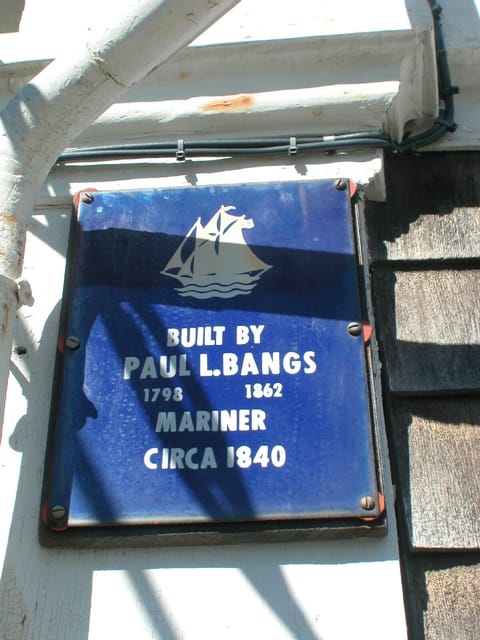 BUILT BY
PAUL L. BANGS
1798 1862
MARINER
CIRCA 1840